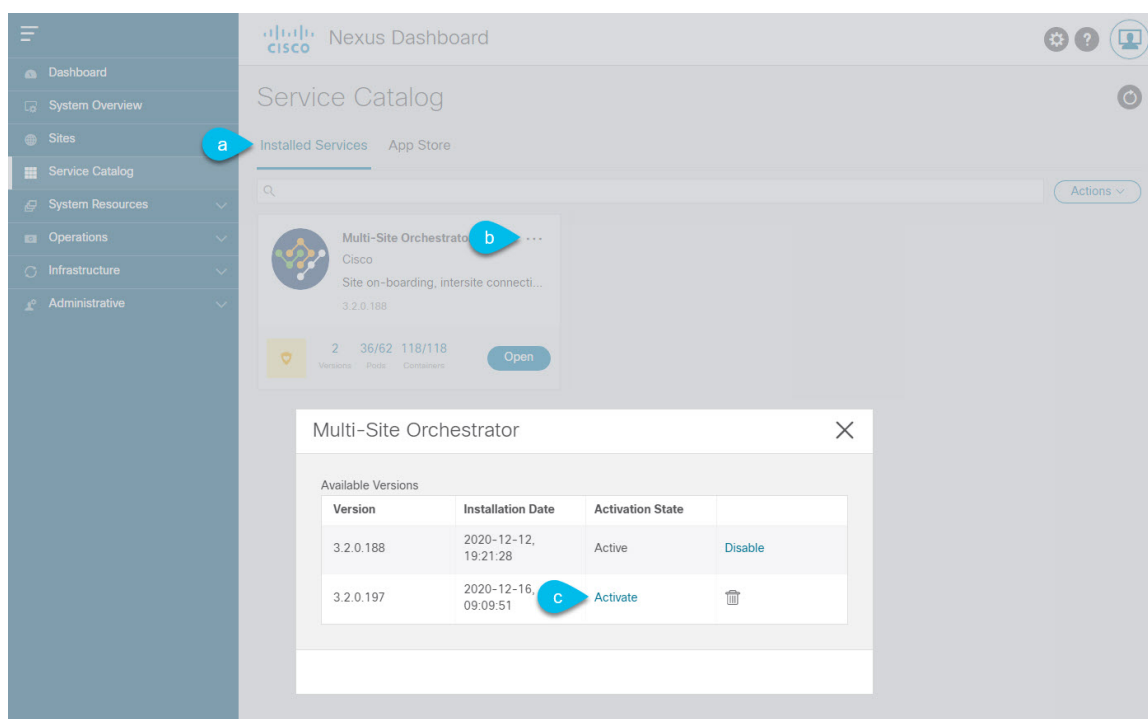 CISCO Nexus Dashboard
?
Dashboard
System Overview
Sites
Service Catalog
System Resources
Operations
Infrastructure
Administrative
Service Catalog
a
Installed Services App Store
Actions
Multi-Site Orchestrato
b
...
Cisco
Site on-boarding, intersite connecti...
3.2.0.188
2 36/62 118/118
Versions Pods Containers
Open
Multi-Site Orchestrator
Available Versions
Version Installation Date Activation State
3.2.0.188 2020-12-12, Active Disable
19:21:28
3.2.0.197 2020-12-16, c Activate
09:09:51